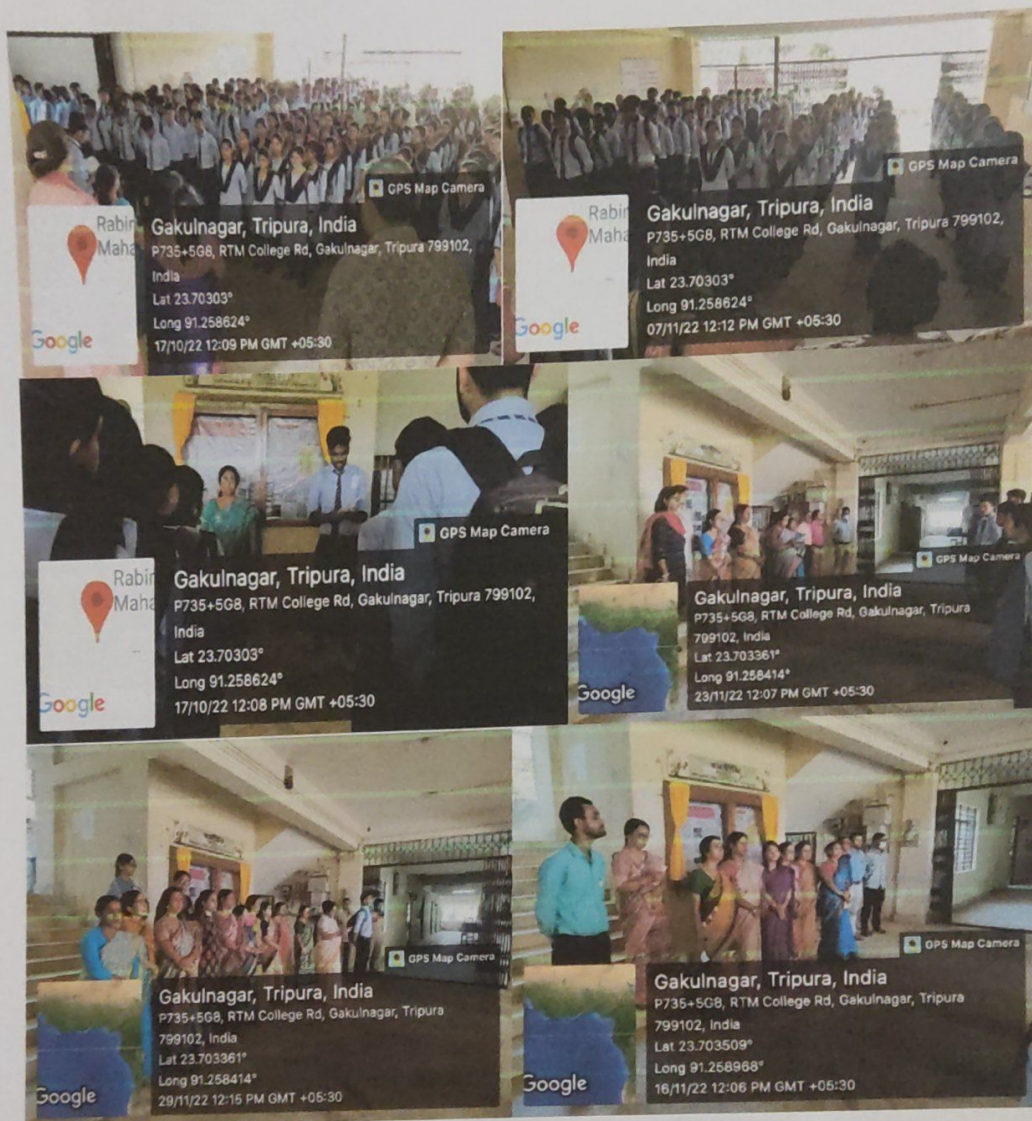 GPS Map Camera
Rabin
Maha
Google
Gakulnagar, Tripura, India
P735+5G8, RTM College Rd, Gakulnagar, Tripura 799102,
India
Lat 23.70303°
Long 91.258624°
17/10/22 12:09 PM GMT +05:30
GPS Map Camera
Rabin
Maha
Google
Gakulnagar, Tripura, India
P735+5G8, RTM College Rd, Gakulnagar, Tripura 799102,
India
Lat 23.70303°
Long 91.258624°
07/11/22 12:12 PM GMT +05:30
GPS Map Camera
Rabin
Maha
Google
Gakulnagar, Tripura, India
P735+5G8, RTM College Rd, Gakulnagar, Tripura 799102,
India
Lat 23.70303°
Long 91.258624°
17/10/22 12:08 PM GMT +05:30
GPS Map Camera
Google
Gakulnagar, Tripura, India
P735+5G8, RTM College Rd, Gakulnagar, Tripura
799102, India
Lat 23.703361°
Long 91.258414°
23/11/22 12:07 PM GMT +05:30
GPS Map Camera
Google
Gakulnagar, Tripura, India
P735+5G8, RTM College Rd, Gakulnagar, Tripura
799102, India
Lat 23.703361°
Long 91.258414°
29/11/22 12:15 PM GMT +05:30
GPS Map Camera
Google
Gakulnagar, Tripura, India
P735+5G8, RTM College Rd, Gakulnagar, Tripura
799102, India
Lat 23.703509°
Long 91.258968°
16/11/22 12:06 PM GMT +05:30